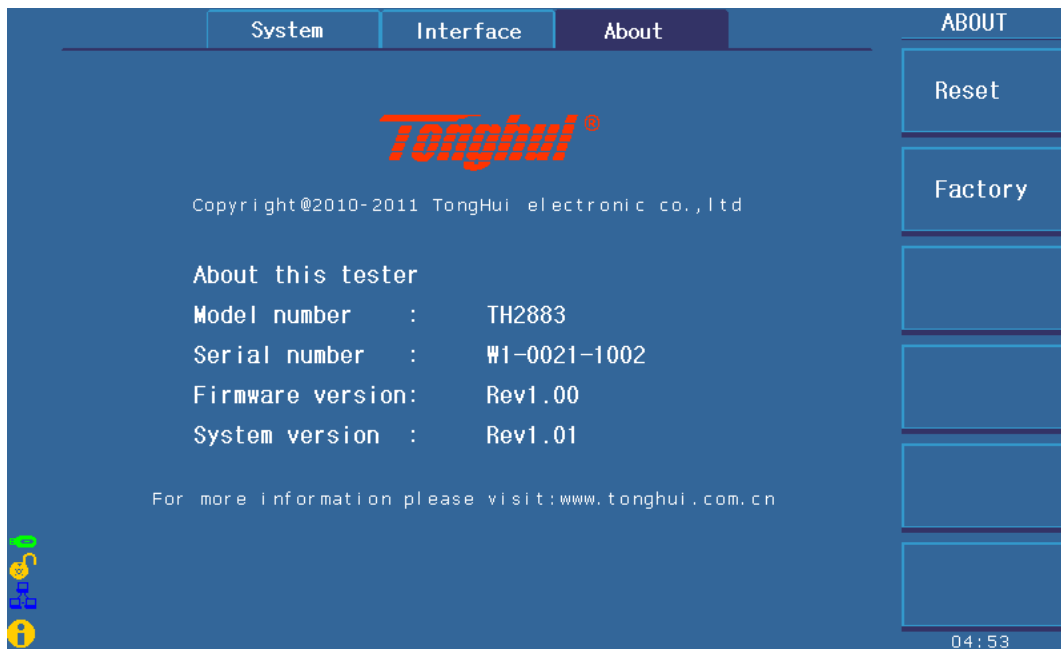 System Interface About ABOUT
Reset
Factory
Tonghui®
Copyright@2010-2011 TongHui electronic co.,ltd
About this tester
Model number : TH2883
Serial number : W1-0021-1002
Firmware version: Rev1.00
System version : Rev1.01
For more information please visit:www.tonghui.com.cn
04:53